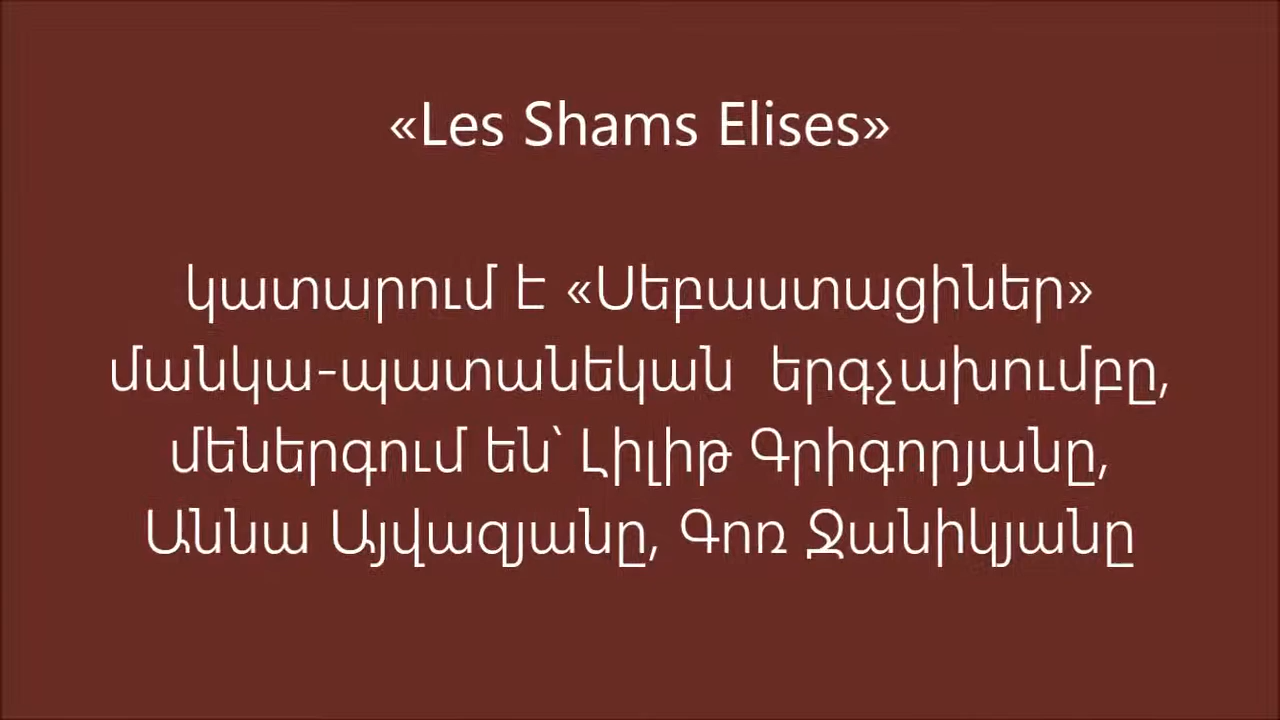 «Les Shams Elises»
կատարում է «Սեբաստացիներ»
մանկա-պատանեկան երգչախումբը,
մեներգում են՝ Լիլիթ Գրիգորյանը,
Աննա Այվազյանը, Գոռ Ջանիկյանը